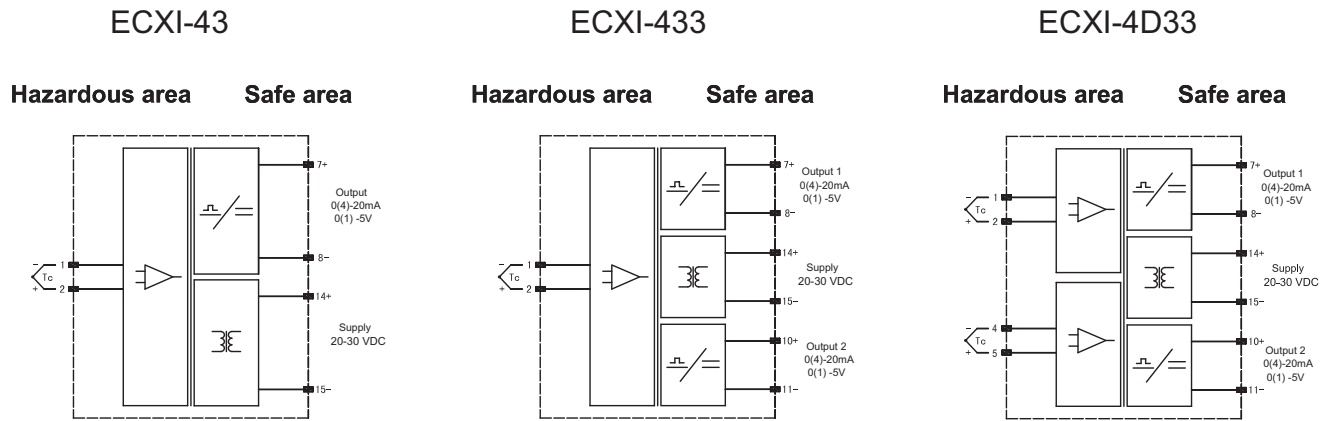 ECXI-43
Hazardous area Safe area
7+
Output
0(4)-20mA
0(1) -5V
8-
- 1
Tc
+ 2
14+
Supply
20-30 VDC
15-
ECXI-433
Hazardous area Safe area
7+
Output 1
0(4)-20mA
0(1) -5V
8-
14+
- 1
Tc
+ 2
Supply
20-30 VDC
15-
10+
Output 2
0(4)-20mA
0(1) -5V
11-
ECXI-4D33
Hazardous area Safe area
7+
Output 1
0(4)-20mA
0(1) -5V
- 1
Tc
+ 2
8-
14+
Supply
20-30 VDC
15-
- 4
Tc
+ 5
10+
Output 2
0(4)-20mA
0(1) -5V
11-